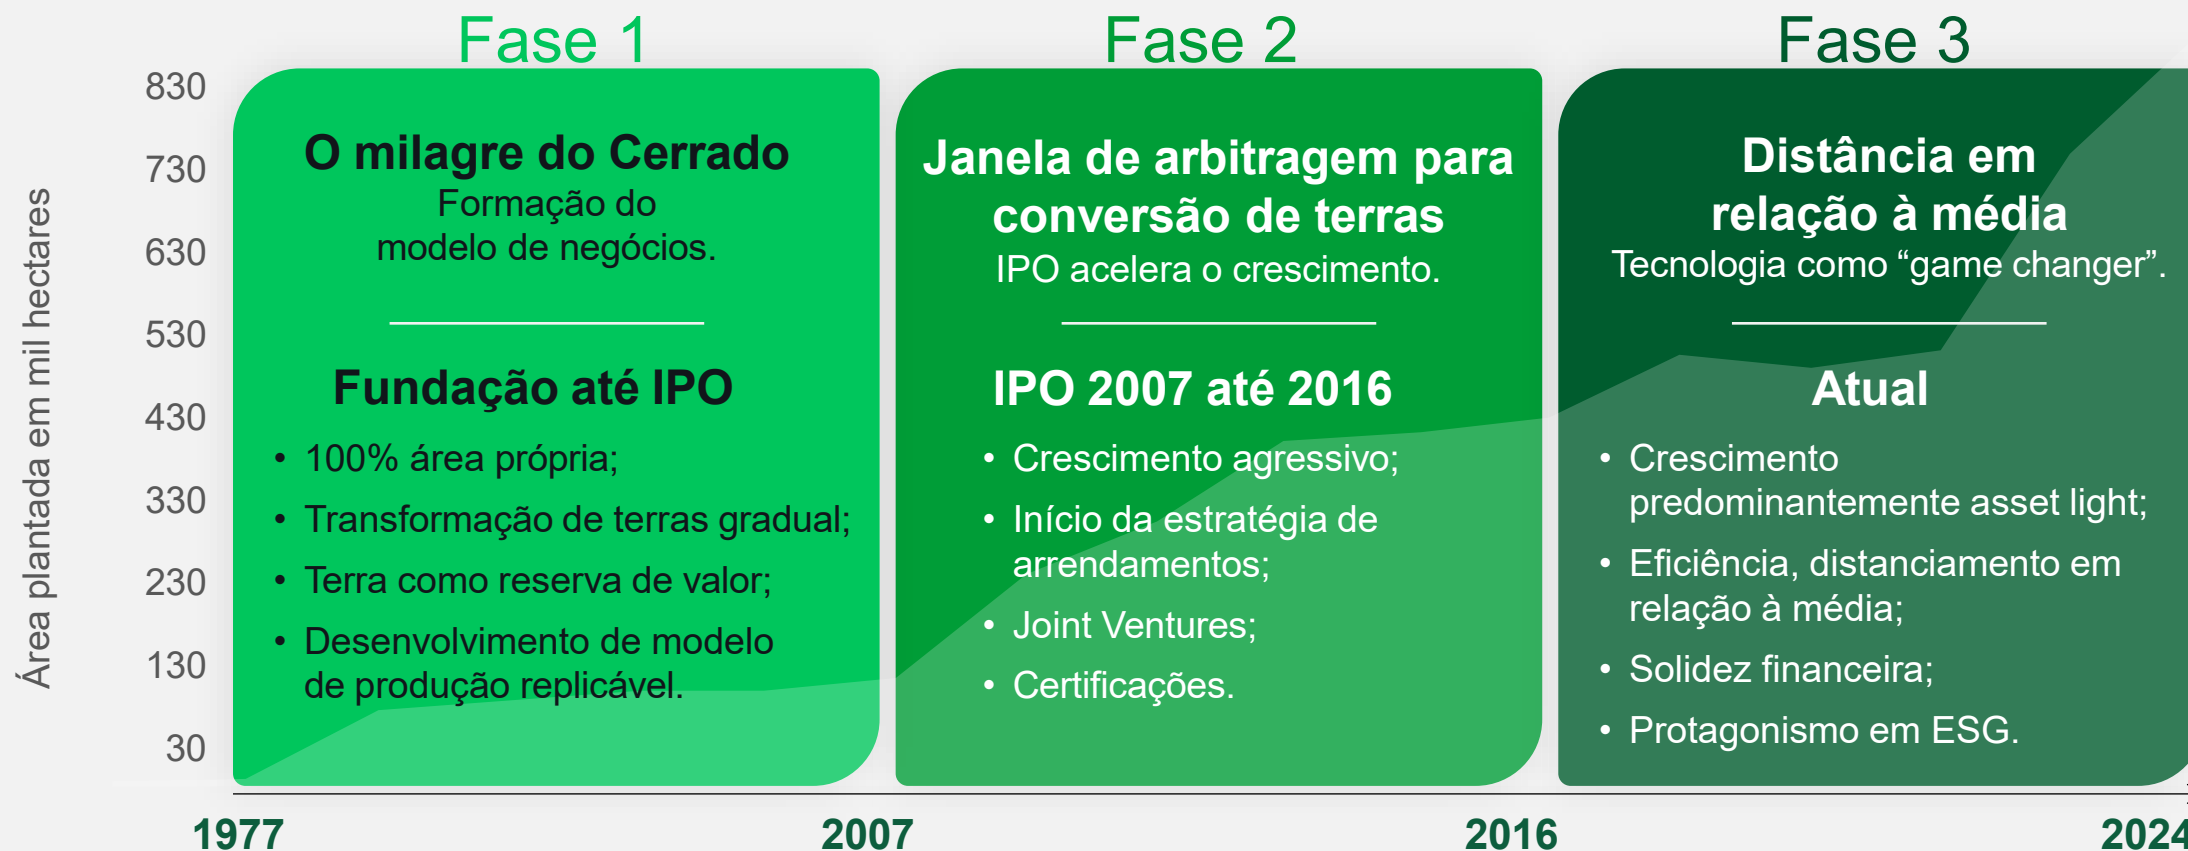 Fase 1
Fase 2
Fase 3
Área plantada em mil hectares
830
730
630
530
430
330
230
130
30
O milagre do Cerrado
Formação do
modelo de negócios.
Fundação até IPO
• 100% área própria;
• Transformação de terras gradual;
• Terra como reserva de valor;
• Desenvolvimento de modelo
de produção replicável.
Janela de arbitragem para
conversão de terras
IPO acelera o crescimento.
IPO 2007 até 2016
• Crescimento agressivo;
• Início da estratégia de
arrendamentos;
• Joint Ventures;
• Certificações.
Distância em
relação à média
Tecnologia como “game changer”.
Atual
• Crescimento
predominantemente asset light;
• Eficiência, distanciamento em
relação à média;
• Solidez financeira;
• Protagonismo em ESG.
1977
2007
2016
2024